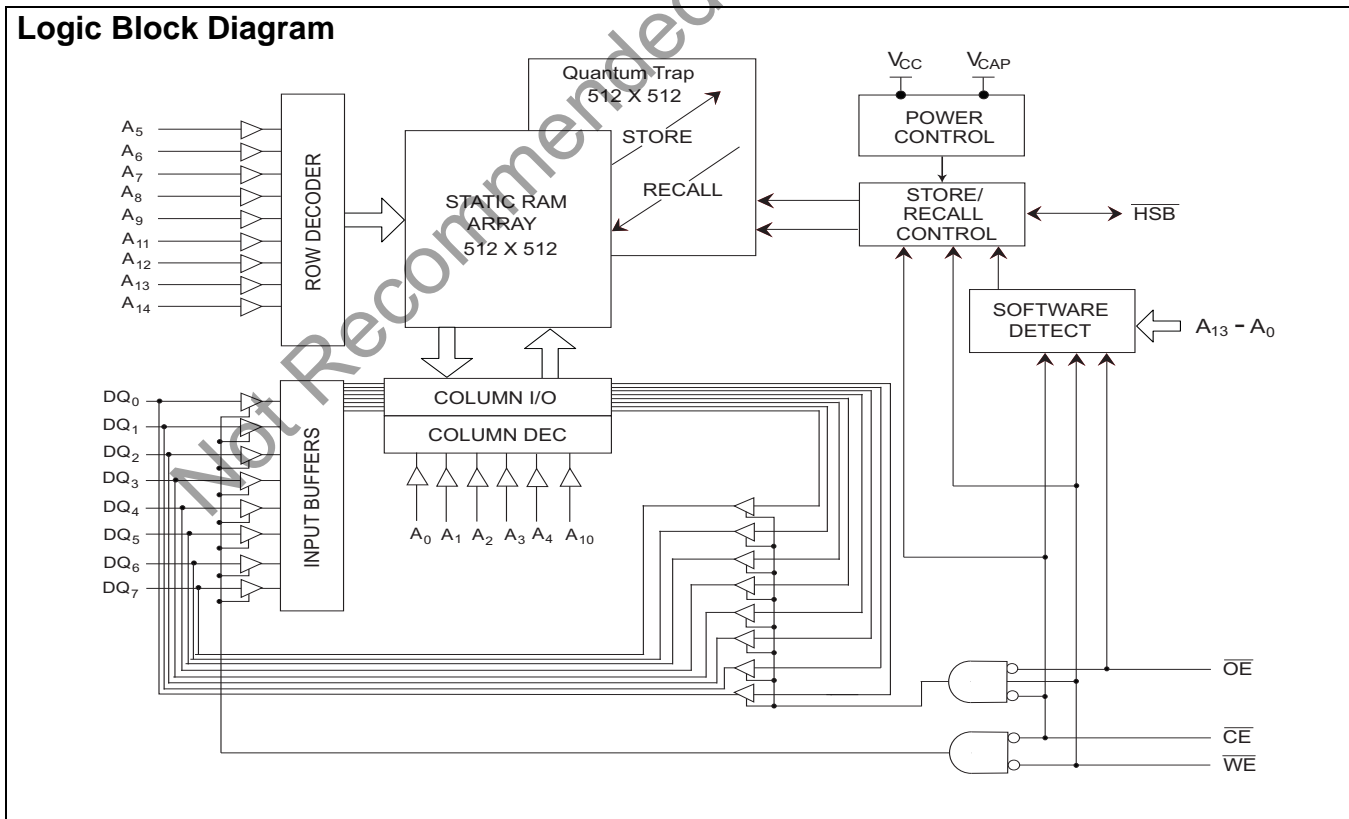 Logic Block Diagram
Not Recommended
Quantum Trap
512 X 512
STORE
RECALL
STATIC RAM
ARRAY
512 X 512
ROW DECODER
A5
A6
A7
A8
A9
A11
A12
A13
A14
VCC
VCAP
POWER
CONTROL
STORE/
RECALL
CONTROL
HSB
SOFTWARE
DETECT
A13 - A0
COLUMN I/O
COLUMN DEC
A0 A1 A2 A3 A4 A10
INPUT BUFFERS
DQ0
DQ1
DQ2
DQ3
DQ4
DQ5
DQ6
DQ7
OE
CE
WE